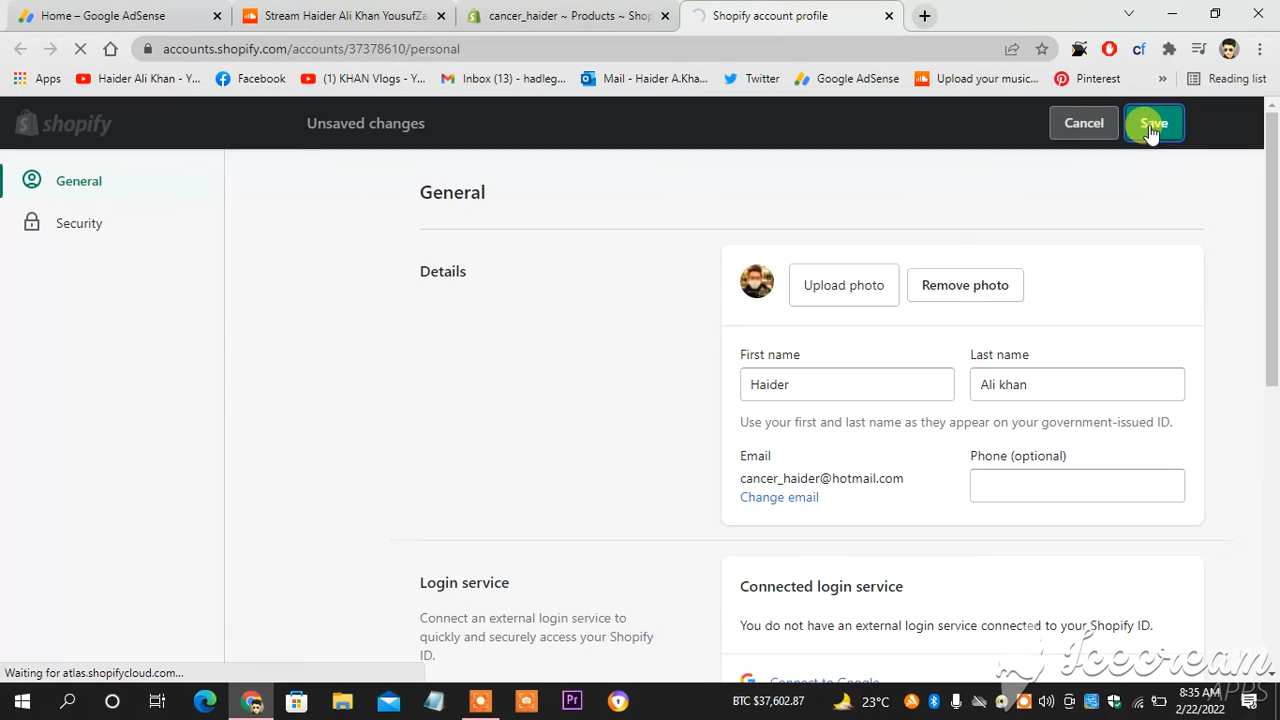 Home – Google AdSense
Stream Haider Ali Khan YousufZa
cancer_haider ~ Products ~ Shop
Shopify account profile
accounts.shopify.com/accounts/37378610/personal
Apps
Haider Ali Khan - Y...
Facebook
(1) KHAN Vlogs - Y...
Inbox (13) - hadleg...
Mail - Haider A.Kha...
Twitter
Google AdSense
Upload your music...
Pinterest
»
Reading list
shopify
Unsaved changes
Cancel
Save
General
Security
General
Details
Upload photo
Remove photo
First name
Last name
Haider
Ali khan
Use your first and last name as they appear on your government-issued ID.
Email
Phone (optional)
cancer_haider@hotmail.com
Change email
Login service
Connected login service
Connect an external login service to
quickly and securely access your Shopify
ID.
You do not have an external login service connected to your Shopify ID.
Connect to Google
Icecream
APPS
Waiting for atlas.shopifycloud.com...
BTC $37,602.87
23°C
8:35 AM
2/22/2022